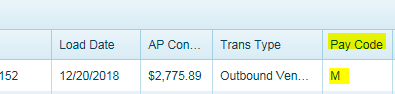 Load Date AP Con... Trans Type Pay Code
152 12/20/2018 $2,775.89 Outbound Ven... M